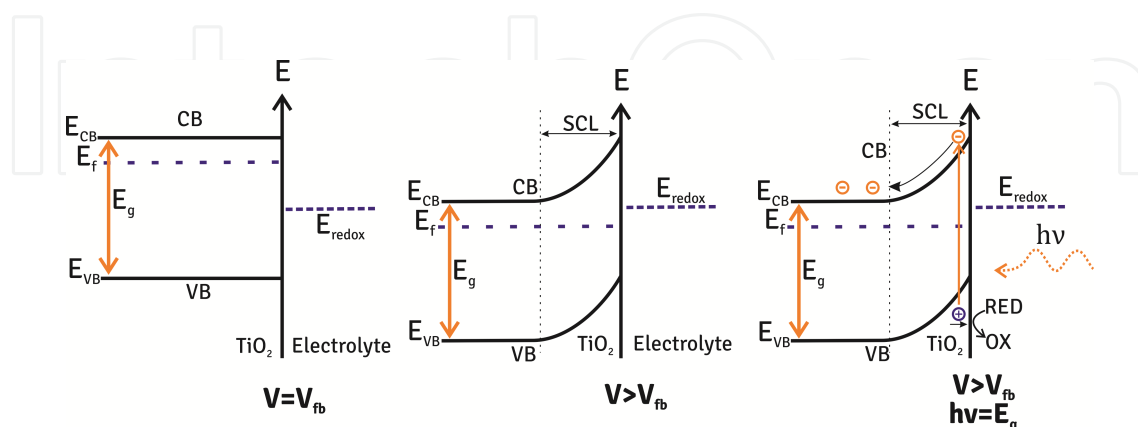 E
CB
E_CB
E_f
E_g
E_redox
E_VB
VB
TiO₂ Electrolyte
V=V_fb
E
SCL
CB
E_CB
E_redox
E_f
E_g
E_VB
VB
TiO₂ Electrolyte
V>V_fb
E
SCL
CB
E_CB
E_redox
E_f
hν
E_g
RED
E_VB
VB
TiO₂
OX
V>V_fb
hν=E_g